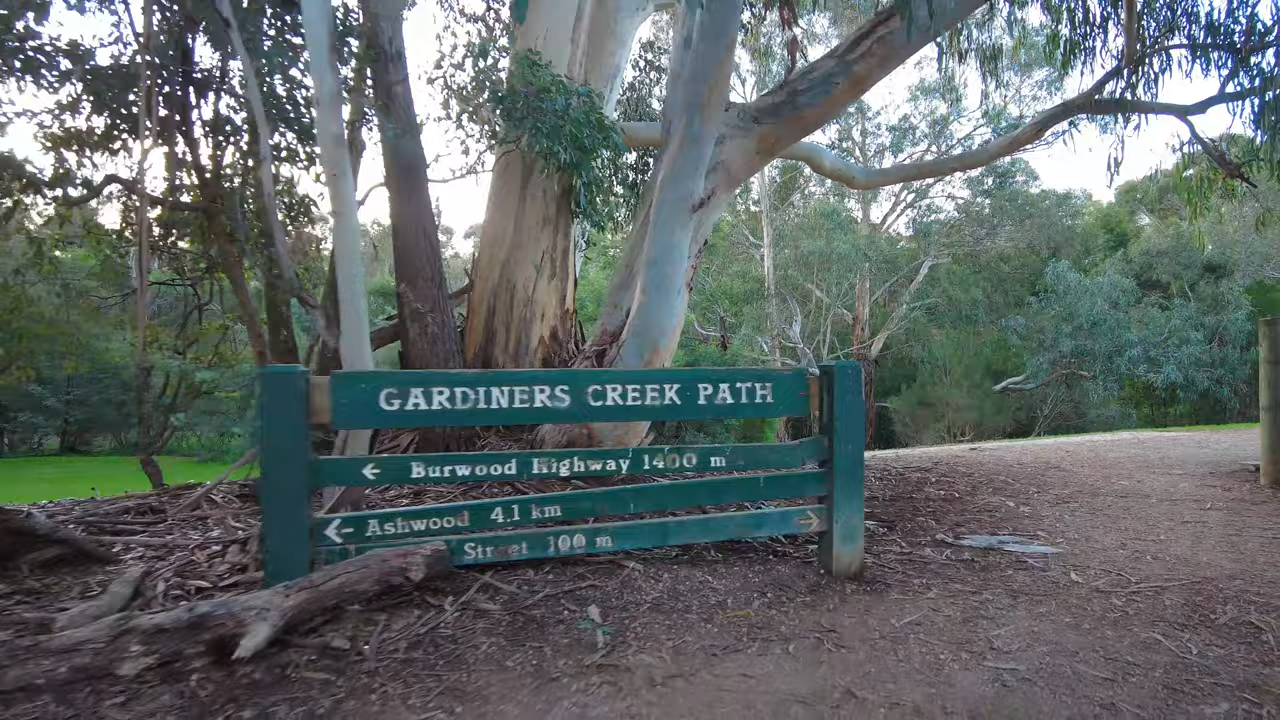 GARDINERS CREEK PATH
← Burwood Highway 1400 m
← Ashwood 4.1 km
Street 100 m →